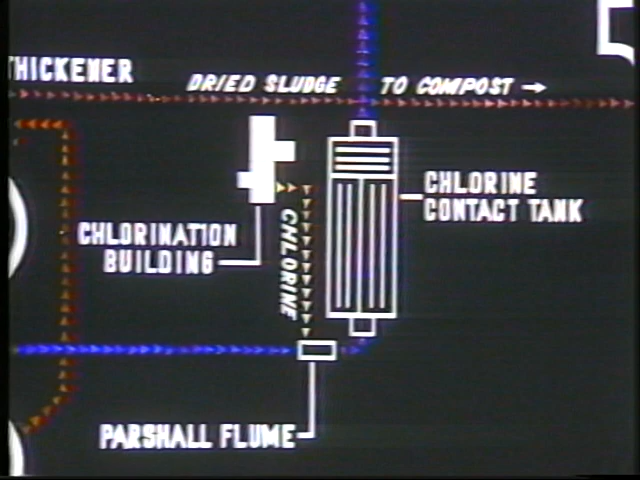 THICKENER
DRIED SLUDGE TO COMPOST →
CHLORINE
CONTACT TANK
CHLORINATION
BUILDING
CHLORINE
PARSHALL FLUME